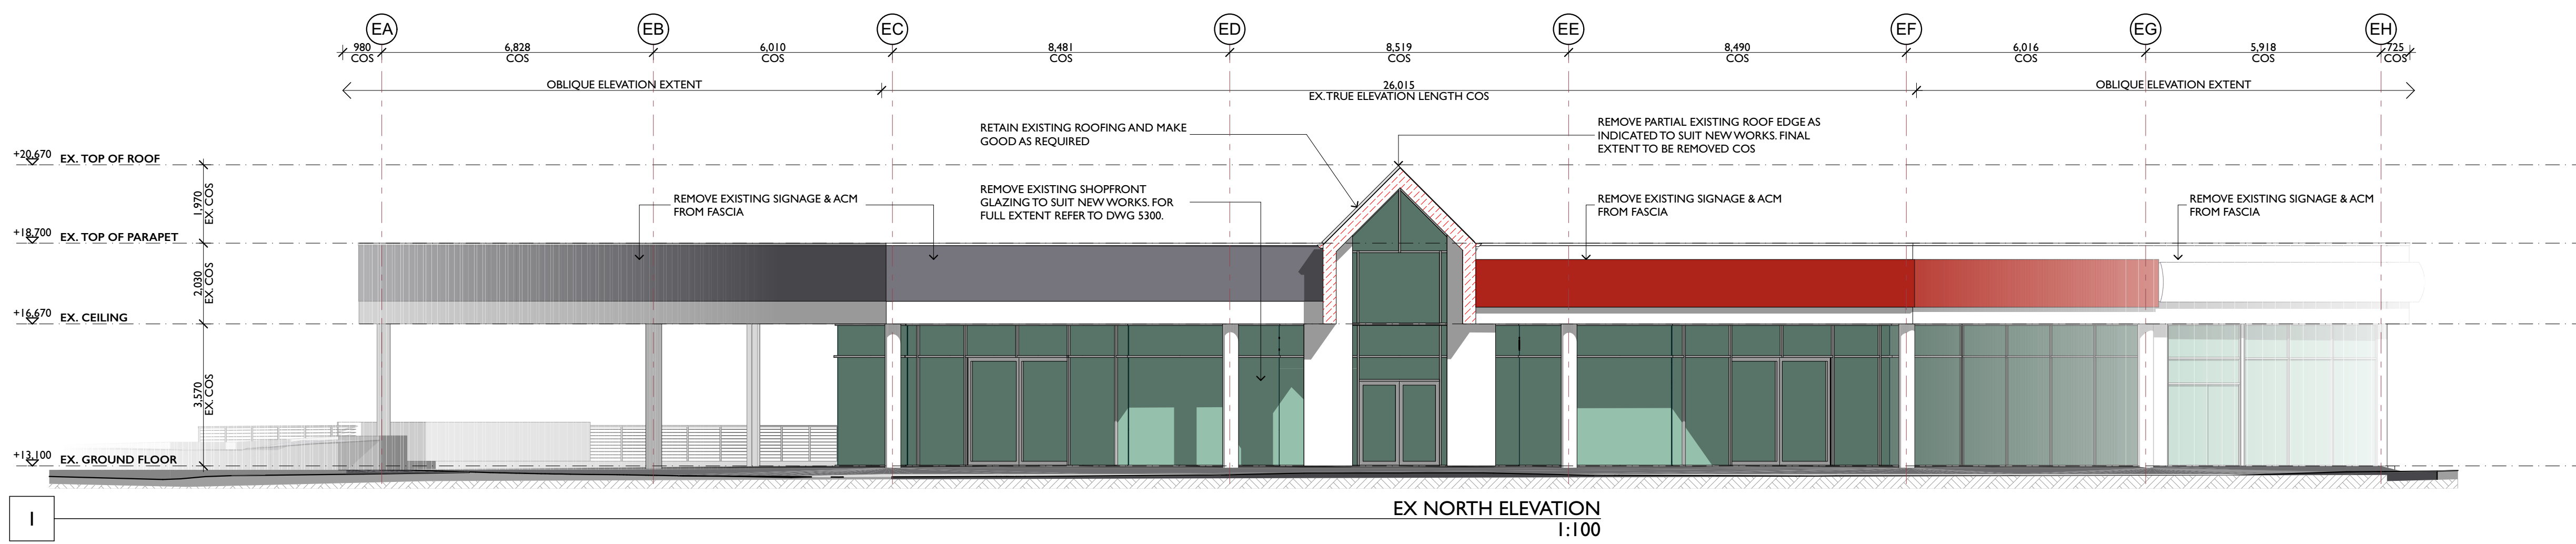 EA EB EC ED EE EF EG EH
980 6,828 6,010 8,481 8,519 8,490 6,016 5,918 725
COS COS COS COS COS COS COS COS COS
OBLIQUE ELEVATION EXTENT
26,015
EX.TRUE ELEVATION LENGTH COS
OBLIQUE ELEVATION EXTENT
RETAIN EXISTING ROOFING AND MAKE
GOOD AS REQUIRED
REMOVE PARTIAL EXISTING ROOF EDGE AS
INDICATED TO SUIT NEW WORKS. FINAL
EXTENT TO BE REMOVED COS
+20,670 EX. TOP OF ROOF
1,970
EX. COS
REMOVE EXISTING SIGNAGE & ACM
FROM FASCIA
REMOVE EXISTING SHOPFRONT
GLAZING TO SUIT NEW WORKS. FOR
FULL EXTENT REFER TO DWG 5300.
REMOVE EXISTING SIGNAGE & ACM
FROM FASCIA
REMOVE EXISTING SIGNAGE & ACM
FROM FASCIA
+18,700 EX. TOP OF PARAPET
2,030
EX. COS
+16,670 EX. CEILING
3,570
EX. COS
+13,100 EX. GROUND FLOOR
1
EX NORTH ELEVATION
1:100